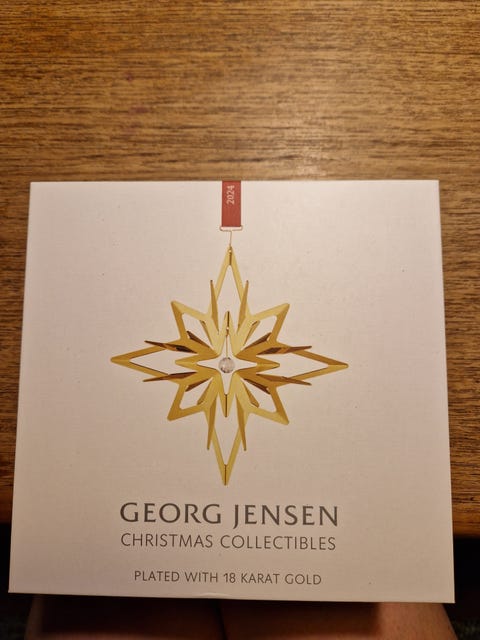 2024
GEORG JENSEN
CHRISTMAS COLLECTIBLES
PLATED WITH 18 KARAT GOLD